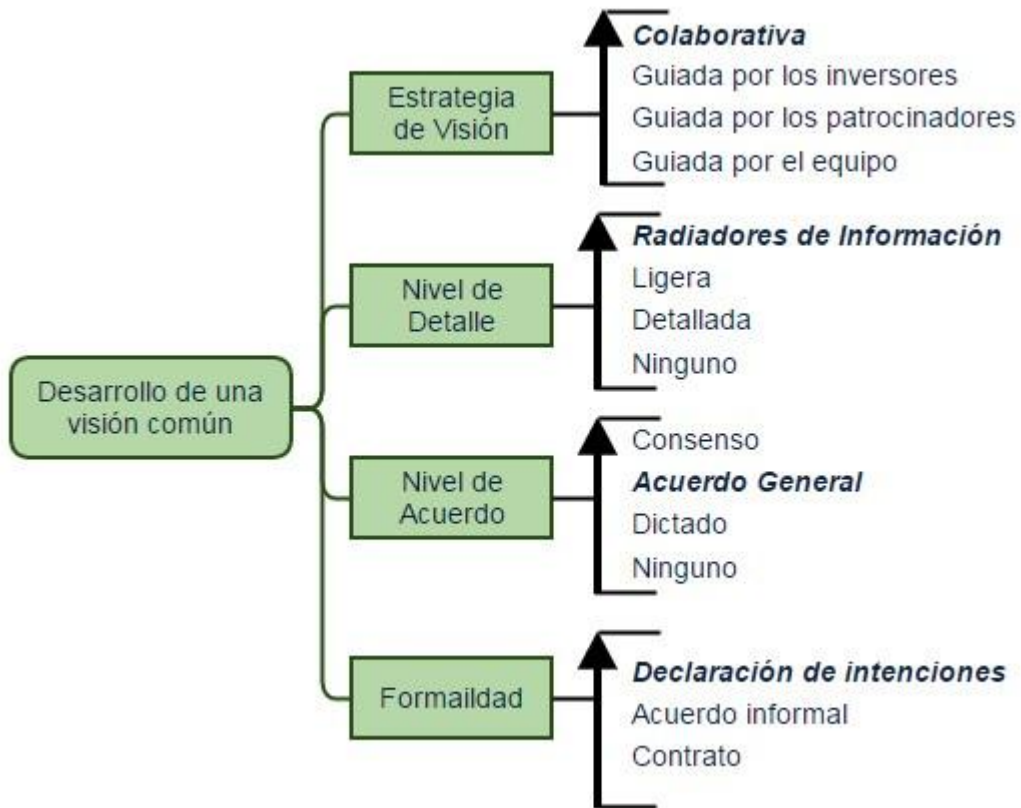 Desarrollo de una
visión común
Estrategia
de Visión
Colaborativa
Guiada por los inversores
Guiada por los patrocinadores
Guiada por el equipo
Nivel de
Detalle
Radiadores de Información
Ligera
Detallada
Ninguno
Nivel de
Acuerdo
Consenso
Acuerdo General
Dictado
Ninguno
Formaildad
Declaración de intenciones
Acuerdo informal
Contrato